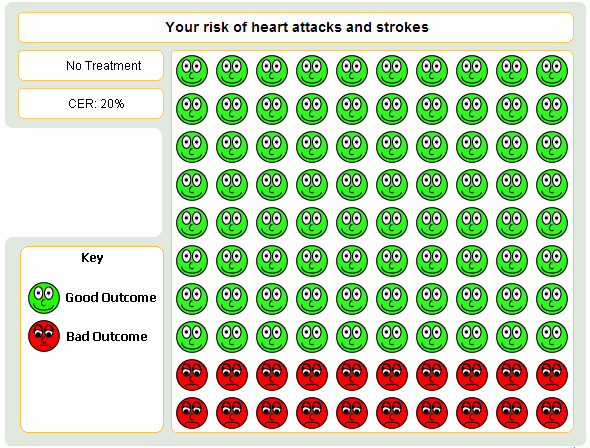 Your risk of heart attacks and strokes
No Treatment
CER: 20%
Key
Good Outcome
Bad Outcome